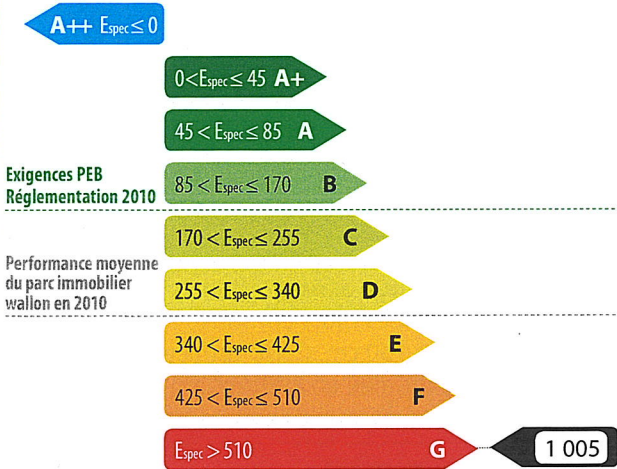 A++ Espec ≤ 0
0<Espec ≤ 45 A+
45 < Espec ≤ 85 A
Exigences PEB
Réglementation 2010
85 < Espec ≤ 170 B
170 < Espec ≤ 255 C
Performance moyenne
du parc immobilier
wallon en 2010
255 < Espec ≤ 340 D
340 < Espec ≤ 425 E
425 < Espec ≤ 510 F
Espec > 510 G 1 005